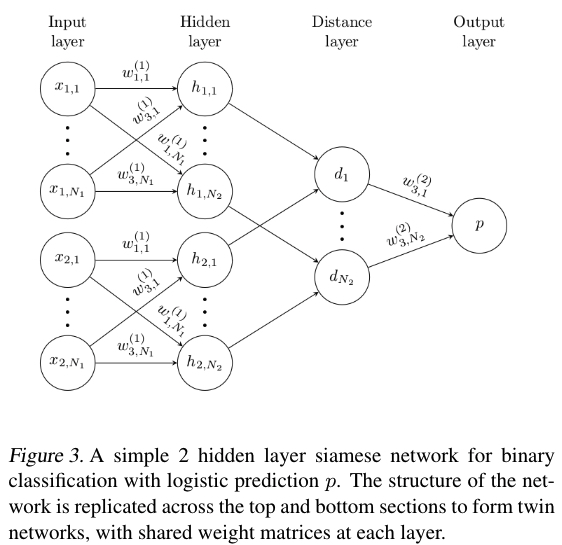 Input layer
Hidden layer
Distance layer
Output layer
x_{1,1}
w_{1,1}^{(1)}
h_{1,1}
w_{3,1}^{(1)}
w_{1,N_1}^{(1)}
x_{1,N_1}
w_{3,N_1}^{(1)}
h_{1,N_2}
x_{2,1}
w_{1,1}^{(1)}
h_{2,1}
w_{3,1}^{(1)}
w_{1,N_1}^{(1)}
x_{2,N_1}
w_{3,N_1}^{(1)}
h_{2,N_2}
d_1
w_{3,1}^{(2)}
d_{N_2}
w_{3,N_2}^{(2)}
p
Figure 3. A simple 2 hidden layer siamese network for binary
classification with logistic prediction p. The structure of the net-
work is replicated across the top and bottom sections to form twin
networks, with shared weight matrices at each layer.